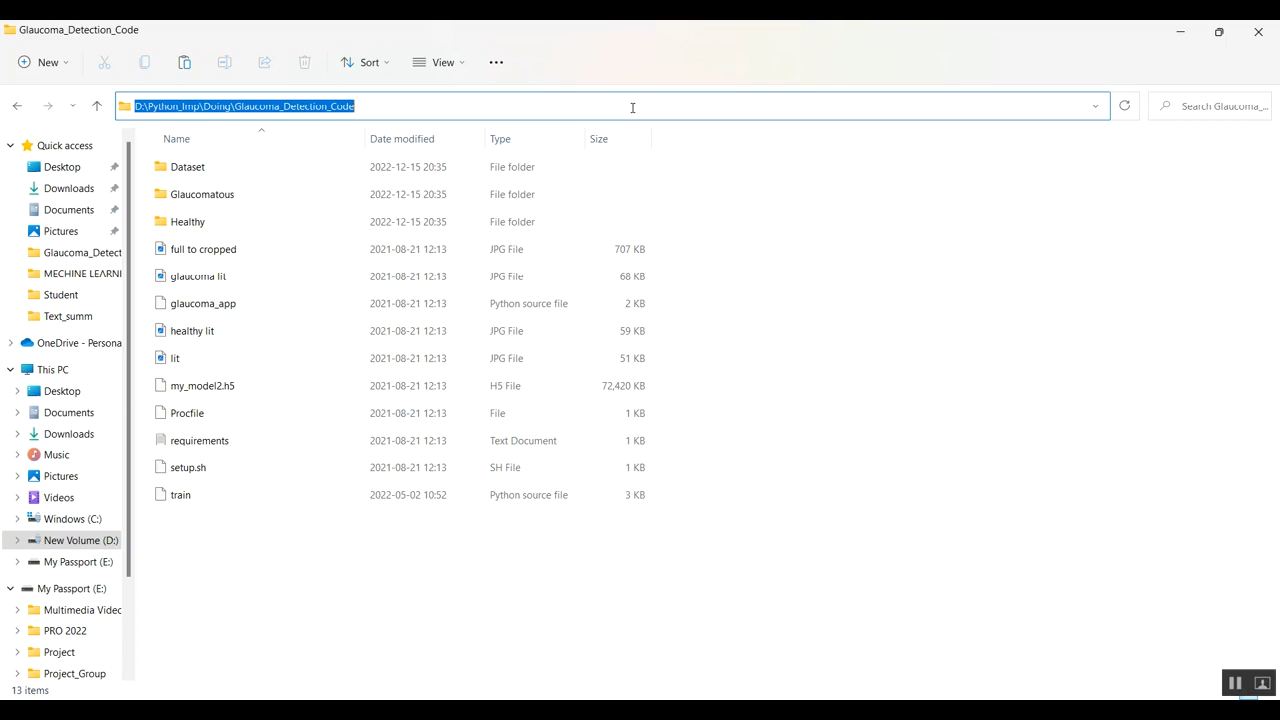 Glaucoma_Detection_Code
New
Sort
View
D:\Python_Imp\Doing\Glaucoma_Detection_Code
Search Glaucoma_...
Name Date modified Type Size
Quick access
Desktop
Downloads
Documents
Pictures
Glaucoma_Detect
MECHINE LEARNI
Student
Text_summ
OneDrive - Persona
This PC
Desktop
Documents
Downloads
Music
Pictures
Videos
Windows (C:)
New Volume (D:)
My Passport (E:)
My Passport (E:)
Multimedia Videc
PRO 2022
Project
Project_Group
Dataset 2022-12-15 20:35 File folder
Glaucomatous 2022-12-15 20:35 File folder
Healthy 2022-12-15 20:35 File folder
full to cropped 2021-08-21 12:13 JPG File 707 KB
glaucoma lit 2021-08-21 12:13 JPG File 68 KB
glaucoma_app 2021-08-21 12:13 Python source file 2 KB
healthy lit 2021-08-21 12:13 JPG File 59 KB
lit 2021-08-21 12:13 JPG File 51 KB
my_model2.h5 2021-08-21 12:13 H5 File 72,420 KB
Procfile 2021-08-21 12:13 File 1 KB
requirements 2021-08-21 12:13 Text Document 1 KB
setup.sh 2021-08-21 12:13 SH File 1 KB
train 2022-05-02 10:52 Python source file 3 KB
13 items